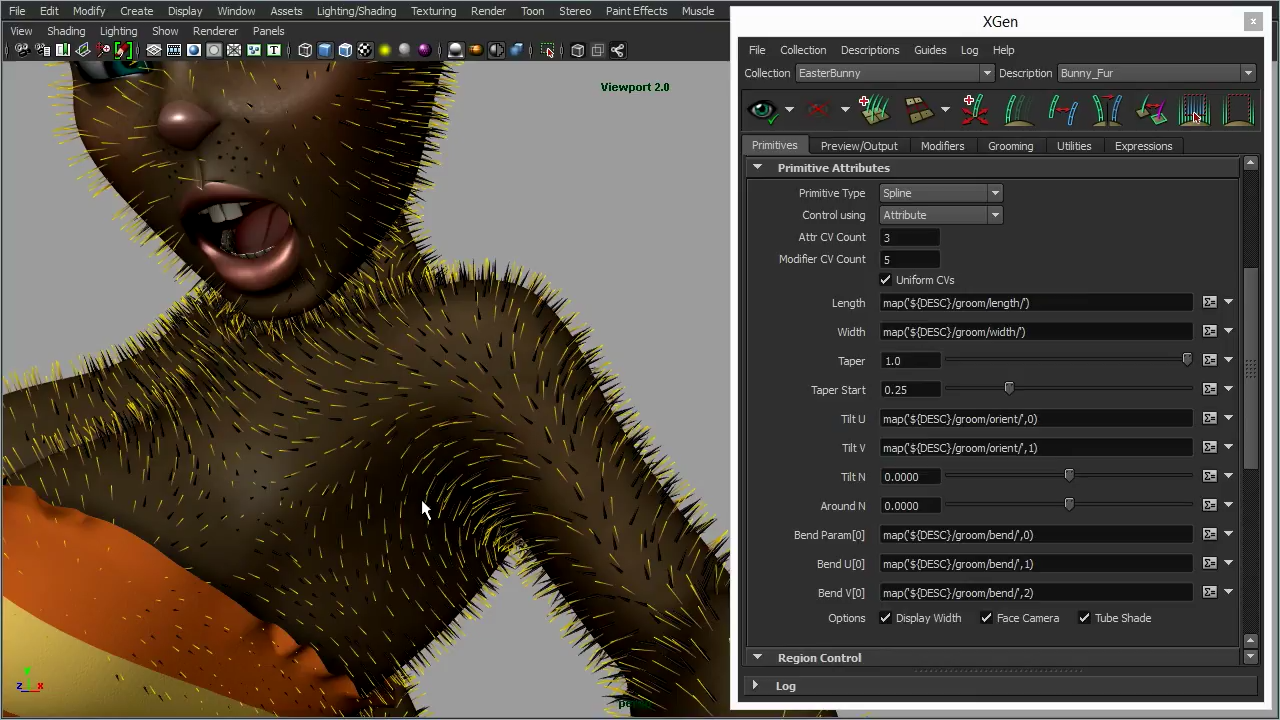 File Edit Modify Create Display Window Assets Lighting/Shading Texturing Render Toon Stereo Paint Effects Muscle
View Shading Lighting Show Renderer Panels
Viewport 2.0
z x
XGen
x
File Collection Descriptions Guides Log Help
Collection EasterBunny Description Bunny_Fur
Primitives Preview/Output Modifiers Grooming Utilities Expressions
Primitive Attributes
Primitive Type Spline
Control using Attribute
Attr CV Count 3
Modifier CV Count 5
Uniform CVs
Length map('${DESC}/groom/length/')
Width map('${DESC}/groom/width/')
Taper 1.0
Taper Start 0.25
Tilt U map('${DESC}/groom/orient/',0)
Tilt V map('${DESC}/groom/orient/',1)
Tilt N 0.0000
Around N 0.0000
Bend Param[0] map('${DESC}/groom/bend/',0)
Bend U[0] map('${DESC}/groom/bend/',1)
Bend V[0] map('${DESC}/groom/bend/',2)
Options Display Width Face Camera Tube Shade
Region Control
Log